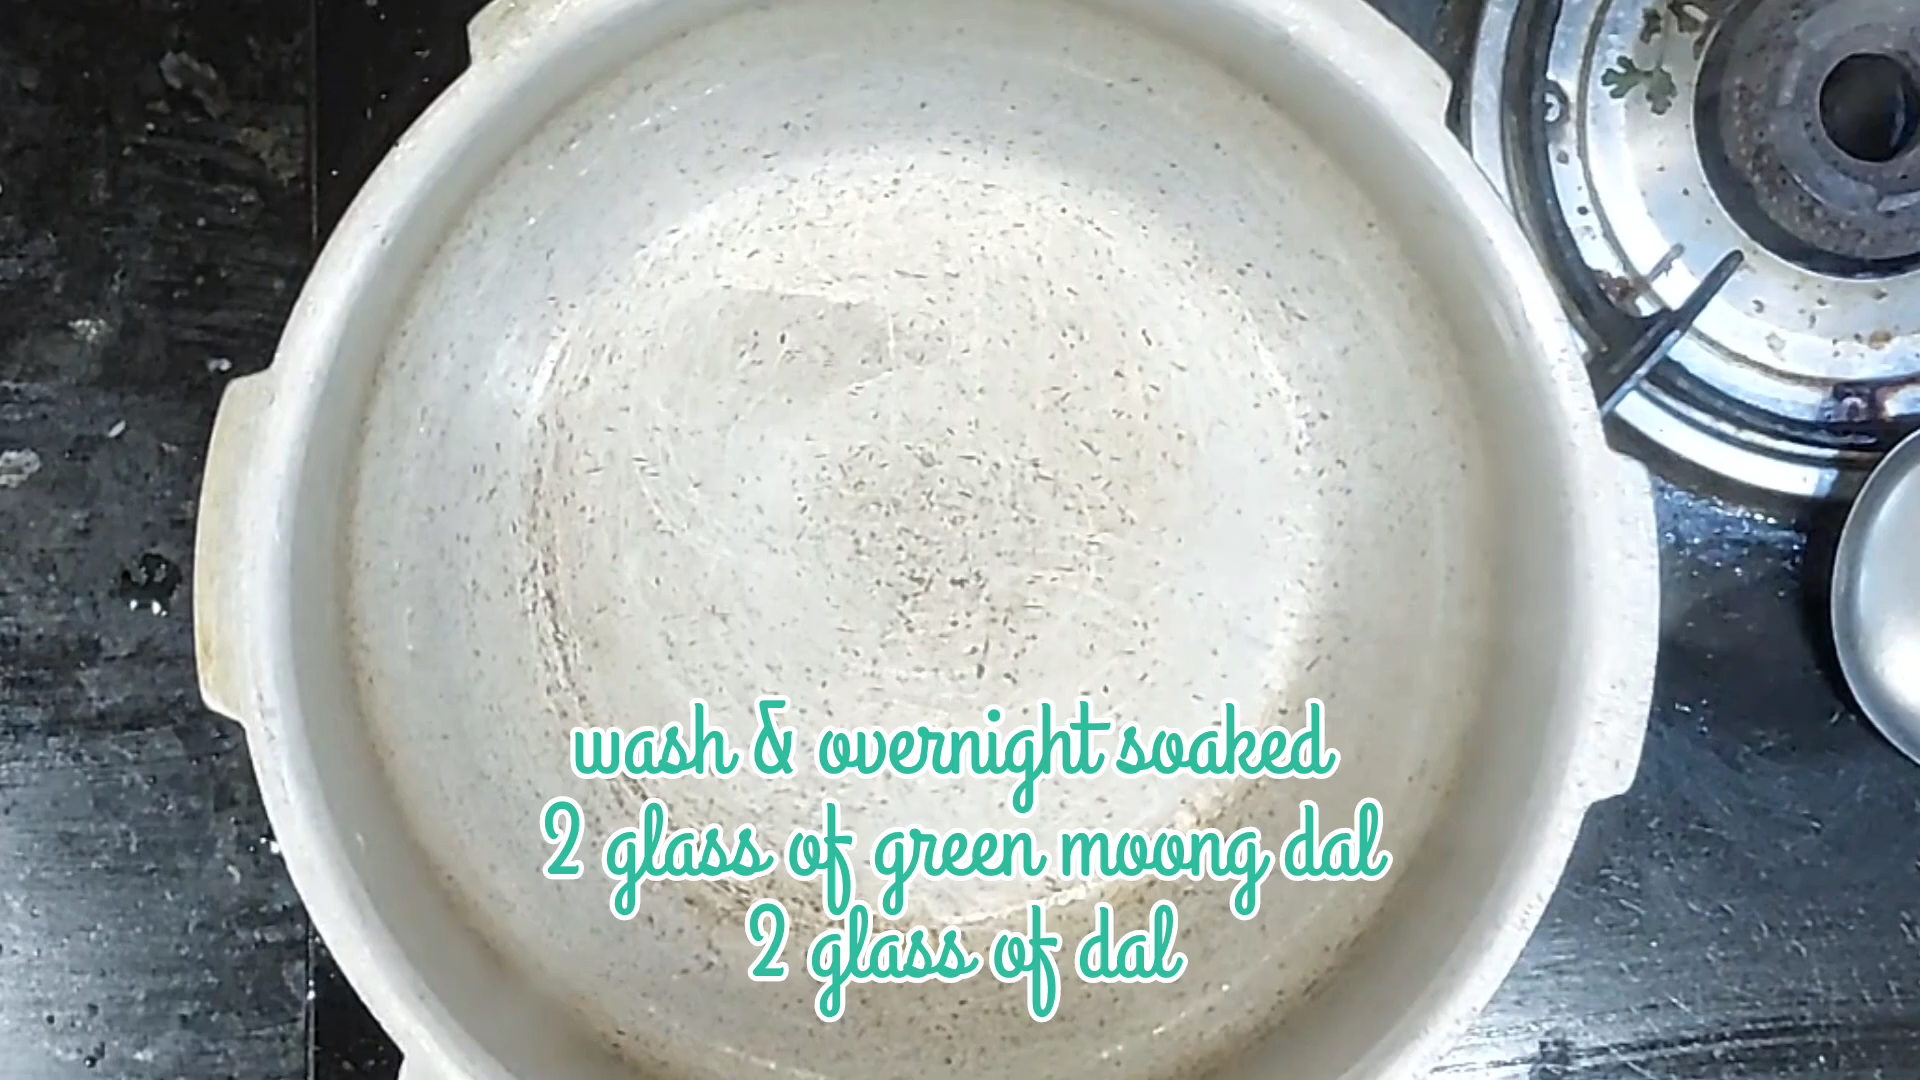 wash & overnight soaked
2 glass of green moong dal
2 glass of dal